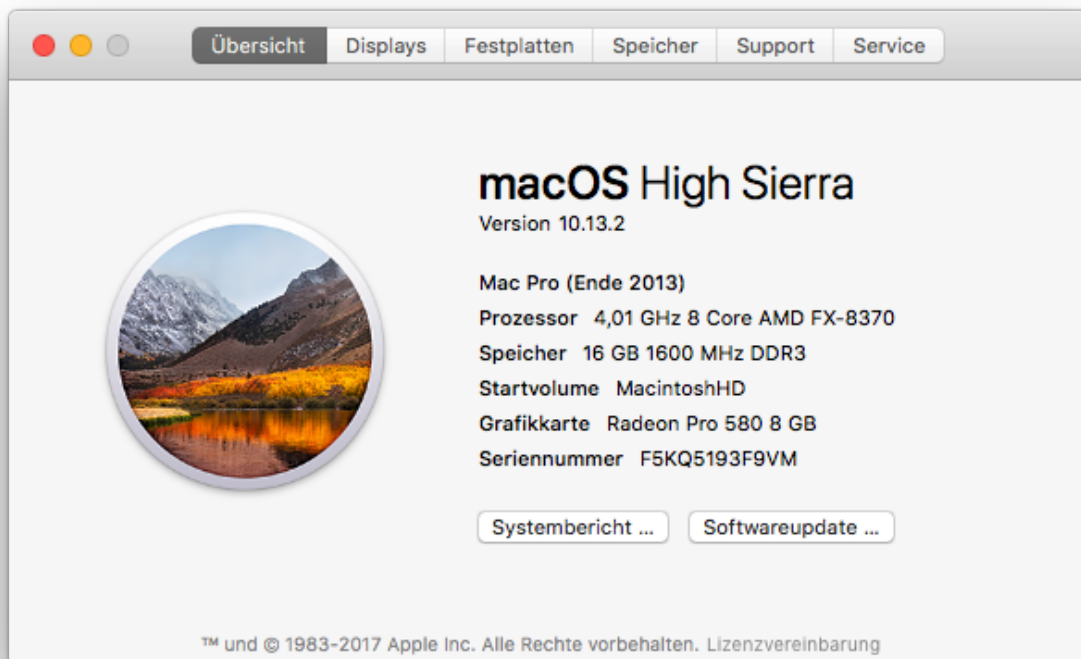 Übersicht Displays Festplatten Speicher Support Service
macOS High Sierra
Version 10.13.2
Mac Pro (Ende 2013)
Prozessor 4,01 GHz 8 Core AMD FX-8370
Speicher 16 GB 1600 MHz DDR3
Startvolume MacintoshHD
Grafikkarte Radeon Pro 580 8 GB
Seriennummer F5KQ5193F9VM
Systembericht ... Softwareupdate ...
™ und © 1983-2017 Apple Inc. Alle Rechte vorbehalten. Lizenzvereinbarung